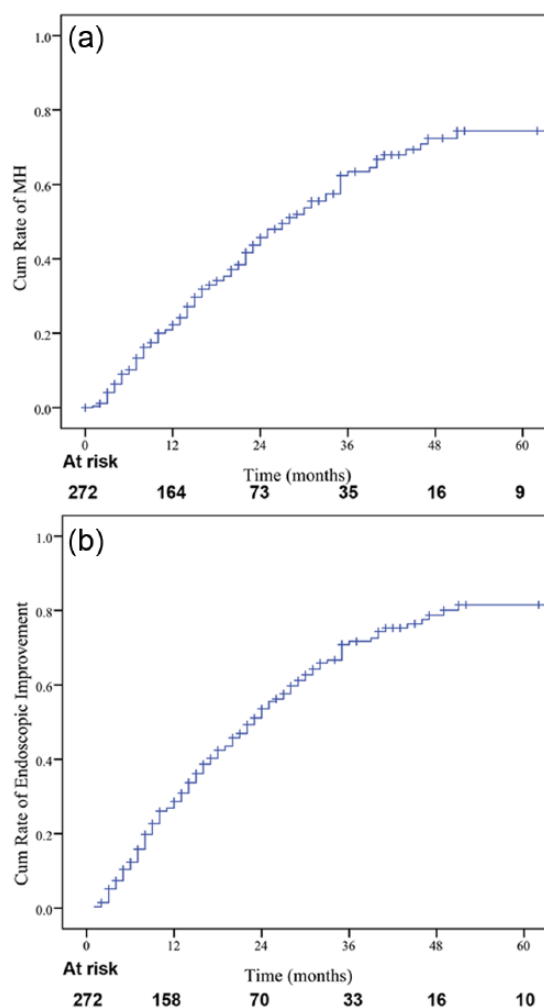 (a)
1.0
0.8
0.6
0.4
0.2
0.0
Cum Rate of MH
0 12 24 36 48 60
At risk
Time (months)
272 164 73 35 16 9
(b)
1.0
0.8
0.6
0.4
0.2
0.0
Cum Rate of Endoscopic Improvement
0 12 24 36 48 60
At risk
Time (months)
272 158 70 33 16 10